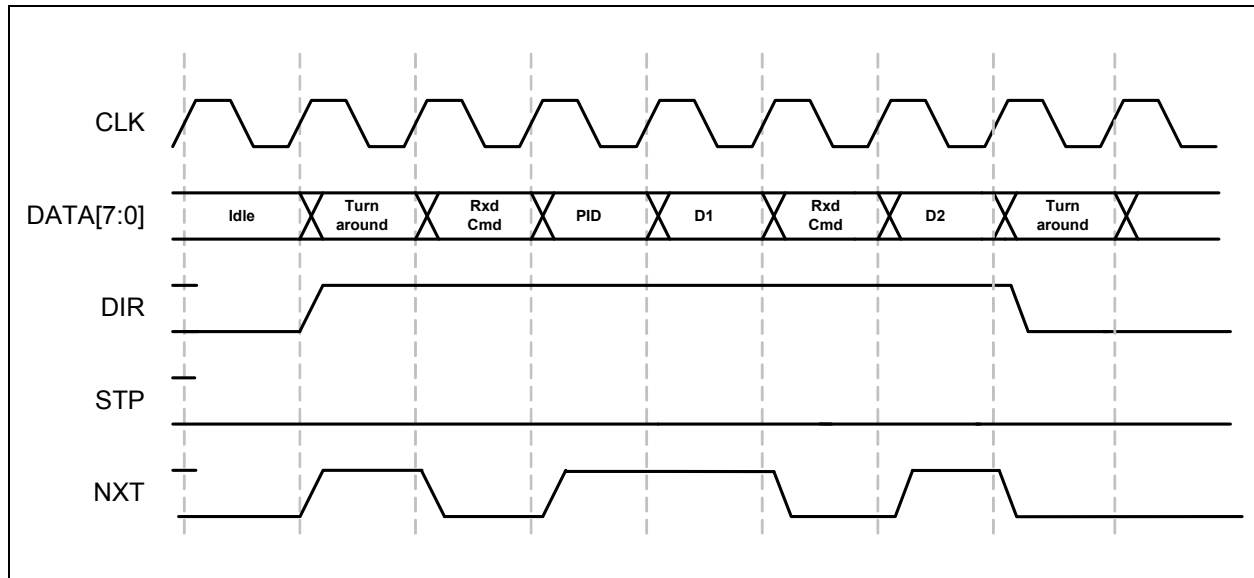 CLK
DATA[7:0]
Idle
Turn
around
Rxd
Cmd
PID
D1
Rxd
Cmd
D2
Turn
around
DIR
STP
NXT